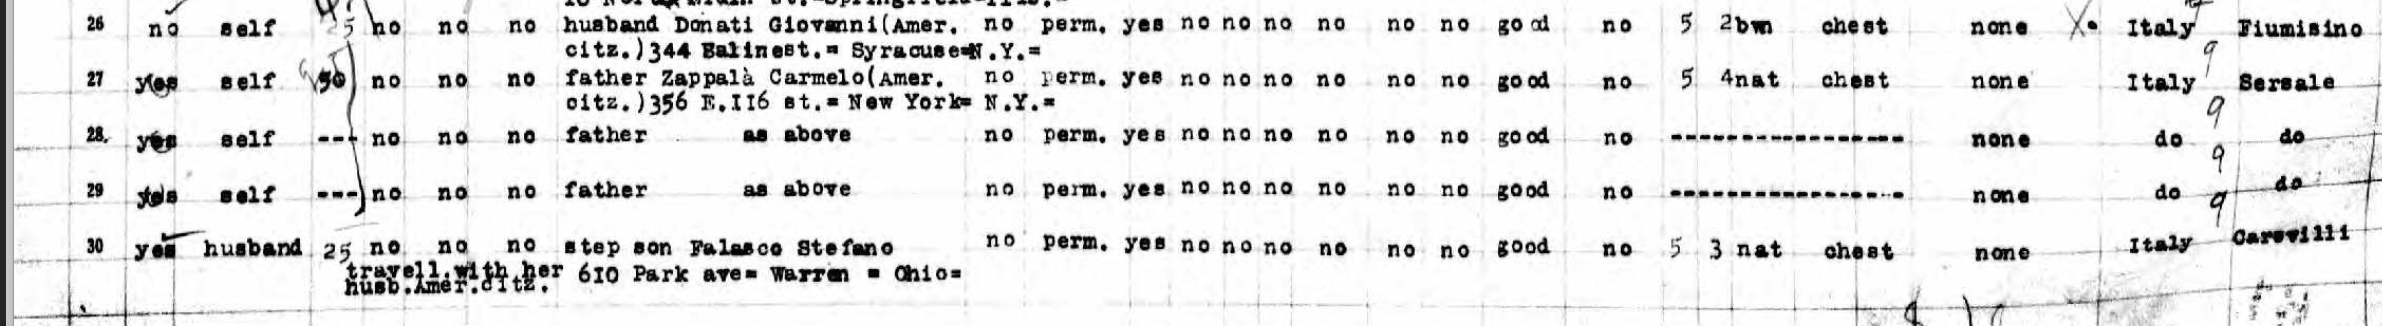 26 no self 25 no no no husband Donati Giovanni(Amer. no perm. yes no no no no no no good no 5 2bwn chest none X. Italy 9 Fiumisino
citz.)344 Balinest.= Syracuse=N.Y.=
27 yes self 50 no no no father Zappalà Carmelo(Amer. no perm. yes no no no no no no good no 5 4nat chest none Italy 9 Sersale
citz.)356 E.II6 st.= New York= N.Y.=
28 yes self --- no no no father as above no perm. yes no no no no no no good no ----------------- none do 9 do
29 yes self --- no no no father as above no perm. yes no no no no no no good no ----------------- none do 9 do
30 yes husband 25 no no no step son Falasco Stefano no perm. yes no no no no no no good no 5 3 nat chest none Italy Carovilli
travell.with her 6I0 Park ave= Warren = Ohio=
husb.Amer.citz.